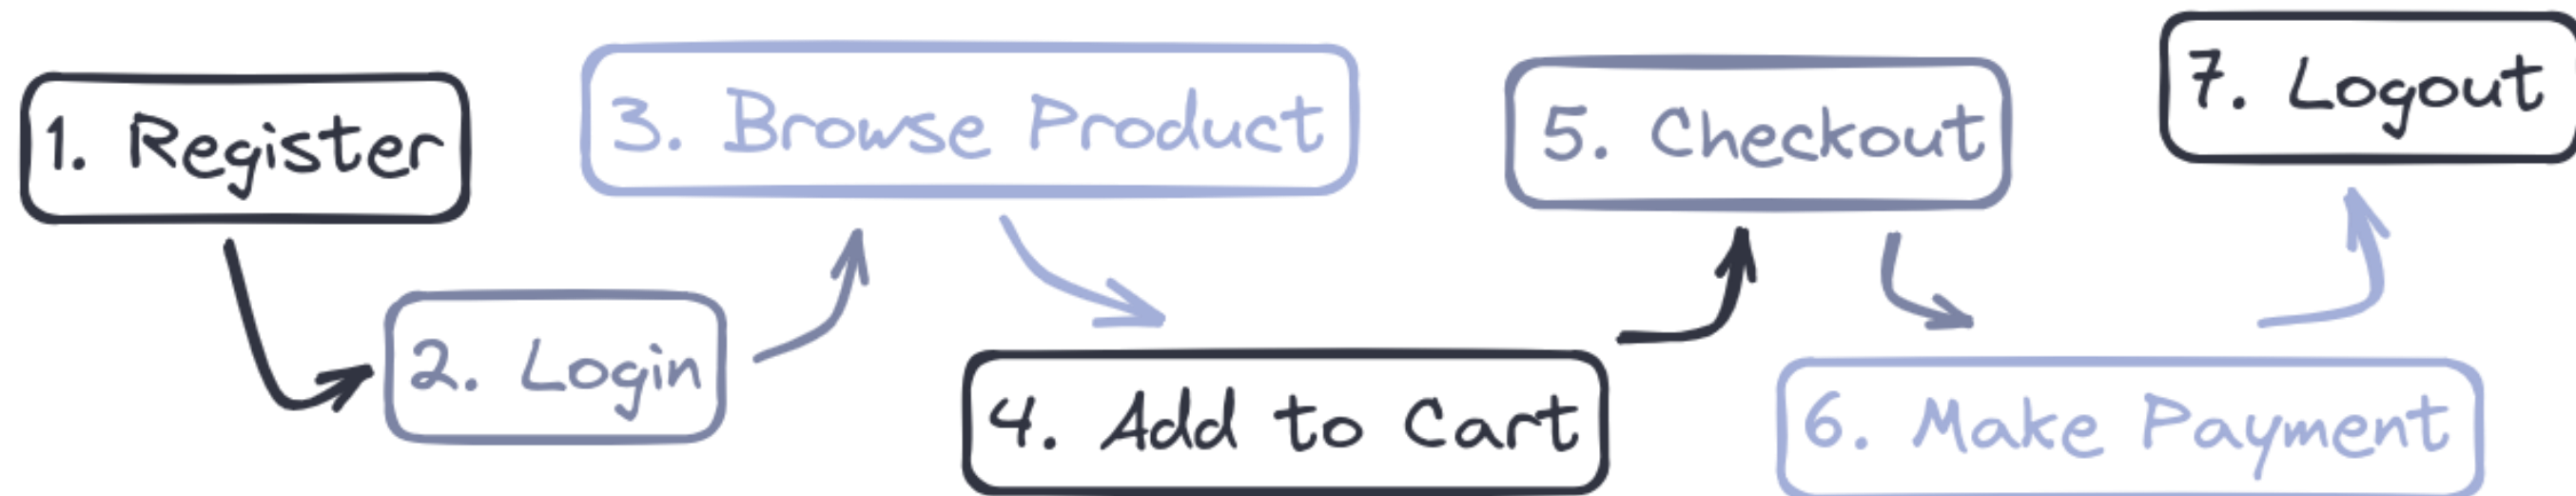 1. Register
2. Login
3. Browse Product
4. Add to Cart
5. Checkout
6. Make Payment
7. Logout